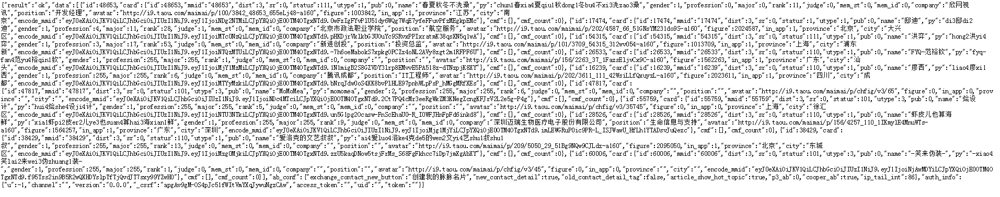 {"result":"ok","data":[[{"id":48653,"card":{"id":48653,"mmid":"48653","dist":3,"sr":0,"status":111,"utype":1,"pub":0,"name":"春夏秋冬不洗澡","py":"chun1春xia4夏qiu1秋dong1冬bu4不xi3洗zao3澡","gender":1,"profession":0,"major":0,"rank":11,"judge":0,"mem_st":0,"mem_id":0,"company":"欣网视
讯","position":"开发经理","avatar":"http://i9.taou.com/maimai/p/100/3842_48653_655eLj48-a160","figure":1003842,"in_app":1,"province":"江苏","city":"南
京","encode_mmid":"eyJ0eXAiOiJKV1QiLCJhbGciOiJIUzI1NiJ9.eyJ1IjoiNDg2NTMiLCJpYXQiOjE0OTM4OTgxNTd9.0wFzIgFYvPlU51dy6WQg7WqE7yfeFFuvPfzMEgkpEMc"},"cmf":[],"cmf_count":0},{"id":17474,"card":{"id":17474,"mmid":"17474","dist":3,"sr":0,"status":1,"utype":1,"pub":0,"name":"邸迪","py":"di3邸di2
迪","gender":1,"profession":4,"major":11,"rank":28,"judge":1,"mem_st":0,"mem_id":0,"company":"北京市政法职业学院","position":"航空服务","avatar":"http://i9.taou.com/maimai/p/202/4587_66_51GNsYM231do9S-a160","figure":2024587,"in_app":1,"province":"北京","city":"大兴
区","encode_mmid":"eyJ0eXAiOiJKV1QiLCJhbGciOiJIUzI1NiJ9.eyJ1IjoiMTc0NzQiLCJpYXQiOjE0OTM4OTgxNTd9.pHKDjrVklkbG3UOuYc9SRvxPPIxratmK38qsXN5q1wA"},"cmf":[],"cmf_count":0},{"id":54315,"card":{"id":54315,"mmid":"54315","dist":3,"sr":0,"status":111,"utype":1,"pub":0,"name":"洪弈","py":"hong2洪yi4
弈","gender":1,"profession":3,"major":17,"rank":53,"judge":0,"mem_st":0,"mem_id":0,"company":"新进创投","position":"投资总监","avatar":"http://i9.taou.com/maimai/p/101/3709_54315_312wv054-a160","figure":1013709,"in_app":1,"province":"上海","city":"浦东
新","encode_mmid":"eyJ0eXAiOiJKV1QiLCJhbGciOiJIUzI1NiJ9.eyJ1IjoiNTQzMTUiLCJpYXQiOjE0OTM4OTgxNTd9.-7h6oeMabokS7xpkgOPCZz4oNL2AVy8zgt2m1RFPF6U"},"cmf":[],"cmf_count":0},{"id":26533,"card":{"id":26533,"mmid":"26533","dist":3,"sr":0,"status":110,"utype":1,"pub":0,"name":"FYQ-范裕钦","py":"fyq-
fan4范yu4裕qin1钦","gender":1,"profession":255,"major":255,"rank":1,"judge":0,"mem_st":0,"mem_id":0,"company":"","position":"","avatar":"http://i9.taou.com/maimai/p/156/2263_37_1FazsEljvCx9C-a160","figure":1562263,"in_app":1,"province":"广东","city":"汕
头","encode_mmid":"eyJ0eXAiOiJKV1QiLCJhbGciOiJIUzI1NiJ9.eyJ1IjoiMjY1MzMiLCJpYXQiOjE0OTM4OTgxNTd9.1N1migB2S8GZVDY3lrp8EMvvE5PA518z-dTNzpjK8XY"},"cmf":[],"cmf_count":0},{"id":16239,"card":{"id":16239,"mmid":"16239","dist":3,"sr":0,"status":110,"utype":1,"pub":0,"name":"廖西","py":"liao4廖xi1
西","gender":1,"profession":255,"major":255,"rank":6,"judge":0,"mem_st":0,"mem_id":0,"company":"腾讯成都","position":"IT工程师","avatar":"http://i9.taou.com/maimai/p/202/3611_111_42WsiLLfQxuyzL-a160","figure":2023611,"in_app":1,"province":"四川","city":"成
都","encode_mmid":"eyJ0eXAiOiJKV1QiLCJhbGciOiJIUzI1NiJ9.eyJ1IjoiMTYyMzkiLCJpYXQiOjE0OTM4OTgxNTd9.bNrqJdw0oS4XK8bvPlHLE97pnhWLpPsP_hMGgMRfXEs"},"cmf":[],"cmf_count":0},{"id":47817,"card":
{"id":47817,"mmid":"47817","dist":3,"sr":0,"status":101,"utype":3,"pub":0,"name":"MoMoMea","py":"momomea","gender":2,"profession":255,"major":255,"rank":6,"judge":0,"mem_st":0,"mem_id":0,"company":"","position":"","avatar":"http://i9.taou.com/maimai/p/chfig/v3/65","figure":0,"in_app":0,"prov
ince":"","city":"","encode_mmid":"eyJ0eXAiOiJKV1QiLCJhbGciOiJIUzI1NiJ9.eyJ1IjoiNDc4MTciLCJpYXQiOjE0OTM4OTgxNTd9.2Ct7PQ4cMr3eeRgWkZM3KNegZcngKFJrV2L2e5g-P4g"},"cmf":[],"cmf_count":0},{"id":55759,"card":{"id":55759,"mmid":"55759","dist":3,"sr":0,"status":101,"utype":3,"pub":0,"name":"烩设
计","py":"hui4烩she4设ji4计","gender":1,"profession":255,"major":255,"rank":5,"judge":0,"mem_st":0,"mem_id":0,"company":"","position":"","avatar":"http://i9.taou.com/maimai/p/chfig/v3/35745","figure":0,"in_app":0,"province":"上海","city":"徐汇
区","encode_mmid":"eyJ0eXAiOiJKV1QiLCJhbGciOiJIUzI1NiJ9.eyJ1IjoiNTU3NTkiLCJpYXQiOjE0OTM4OTgxNTd9.un5G1pg20casw-FnScEhaU0-R_IOWFJHnFpFd6inkd8"},"cmf":[],"cmf_count":0},{"id":28526,"card":{"id":28526,"mmid":"28526","dist":3,"sr":0,"status":110,"utype":1,"pub":0,"name":"虾皮儿也算海
鲜","py":"xia1虾pi2皮er2儿ye3也suan4算hai3海xian1鲜","gender":1,"profession":255,"major":255,"rank":9,"judge":0,"mem_st":0,"mem_id":0,"company":"深圳迈瑞生物医疗电子股份有限公司","position":"生命信息与支持","avatar":"http://i9.taou.com/maimai/p/156/4257_110_1IKmylE4MnuWTs-
a160","figure":1564257,"in_app":1,"province":"广东","city":"深圳","encode_mmid":"eyJ0eXAiOiJKV1QiLCJhbGciOiJIUzI1NiJ9.eyJ1IjoiMjg1MjYiLCJpYXQiOjE0OTM4OTgxNTd9.imLEWGRuP0ic9PR-L_ISJWawU_HfLh1YTADsvJuQezc"},"cmf":[],"cmf_count":0},{"id":38429,"card":
{"id":38429,"mmid":"38429","dist":3,"sr":0,"status":110,"utype":1,"pub":0,"name":"爱洛克的文艺叔叔","py":"ai4爱luo4洛ke4克de5的wen2文yi4艺shu1叔shu1
叔","gender":1,"profession":255,"major":255,"rank":13,"judge":0,"mem_st":0,"mem_id":0,"company":"","position":"","avatar":"http://i9.taou.com/maimai/p/209/5050_29_51Bg9NQw9CJLdz-a160","figure":2095050,"in_app":1,"province":"北京","city":"东城
区","encode_mmid":"eyJ0eXAiOiJKV1QiLCJhbGciOiJIUzI1NiJ9.eyJ1IjoiMzg0MjkiLCJpYXQiOjE0OTM4OTgxNTd9.zzU5kaqDNow5tsjFrMs_S68FgFkhcc7iDp7jmXgAbXY"},"cmf":[],"cmf_count":0},{"id":60006,"card":{"id":60006,"mmid":"60006","dist":3,"sr":0,"status":101,"utype":3,"pub":0,"name":"-笑来伪装-","py":"-xiao4
笑lai2来wei3伪zhuang1装-
","gender":1,"profession":255,"major":255,"rank":1,"judge":0,"mem_st":0,"mem_id":0,"company":"","position":"","avatar":"http://i9.taou.com/maimai/p/chfig/v3/45","figure":0,"in_app":0,"province":"","city":"","encode_mmid":"eyJ0eXAiOiJKV1QiLCJhbGciOiJIUzI1NiJ9.eyJ1IjoiNjAwMDYiLCJpYXQiOjE0OTM4O
TgxNTd9.f95Tss2in9B5R2wQXHDYslpTfTjQvdJT7sxy99YZwH0"},"cmf":[],"cmf_count":0}],"ab_conf":{"exchange_contact_new_button":"创建我的脉脉名片","new_contact_detail":true,"old_contact_detail_tag":false,"article_show_hot_topic":true,"p3_ab":0,"cooper_ab":true,"ip_tail_int":86},"auth_info":
{"u":-1,"channel":"","version":"0.0.0","_csrf":"apgAv9gM-OS4pJc51fWItVmYXqJywuNgzCAw","access_token":"","uid":"","token":""}}